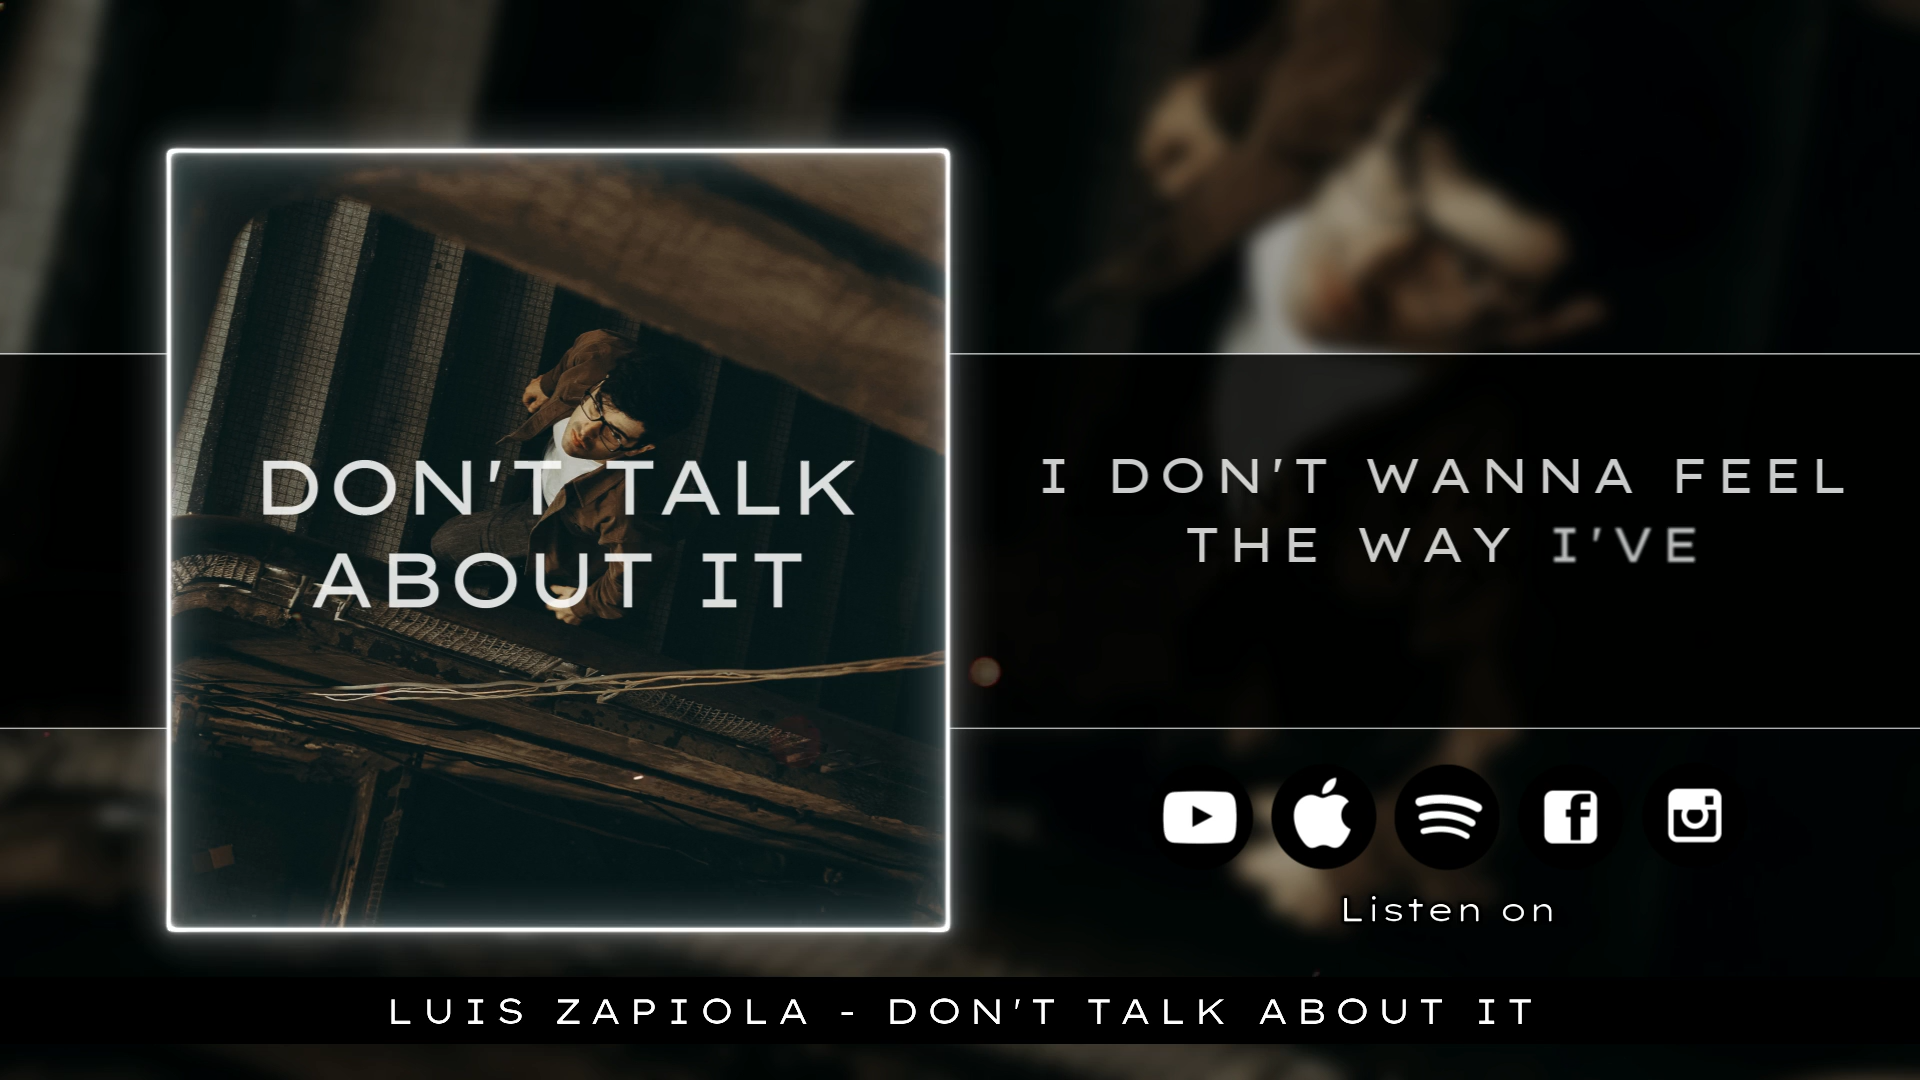 DON'T TALK
ABOUT IT
I DON'T WANNA FEEL
THE WAY I'VE
Listen on
LUIS ZAPIOLA - DON'T TALK ABOUT IT